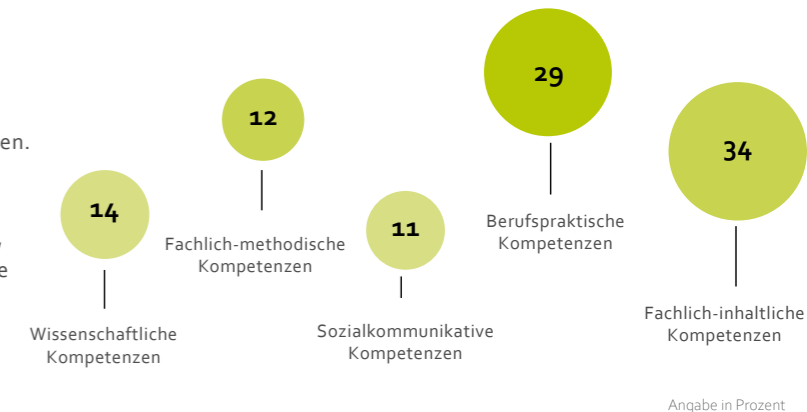 en.
e
14
Wissenschaftliche
Kompetenzen
12
Fachlich-methodische
Kompetenzen
11
Sozialkommunikative
Kompetenzen
29
Berufspraktische
Kompetenzen
34
Fachlich-inhaltliche
Kompetenzen
Angabe in Prozent